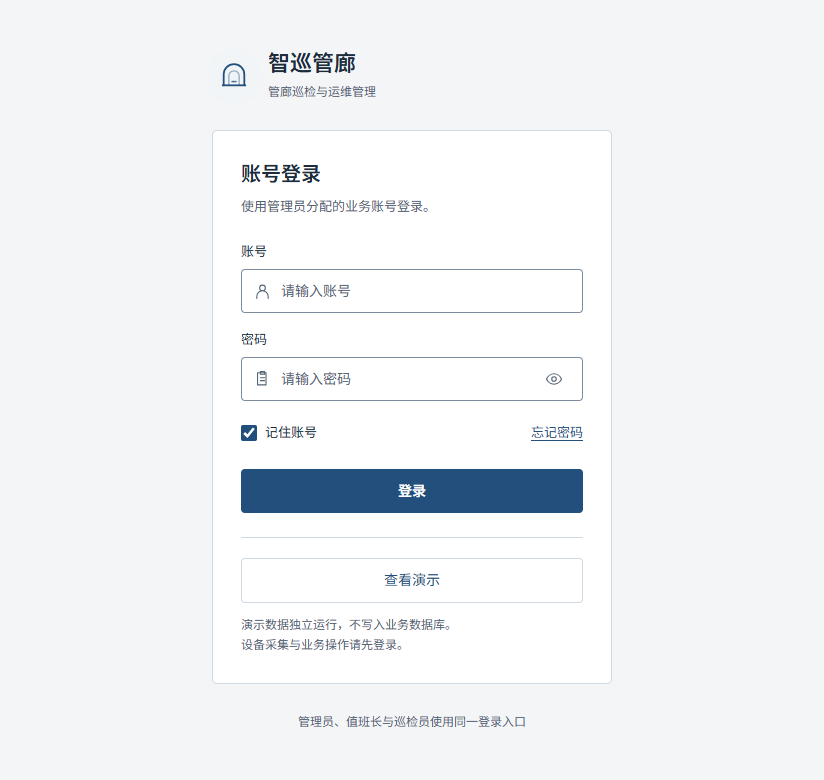 智巡管廊
管廊巡检与运维管理
账号登录
使用管理员分配的业务账号登录。
账号
请输入账号
密码
请输入密码
记住账号
忘记密码
登录
查看演示
演示数据独立运行，不写入业务数据库。
设备采集与业务操作请先登录。
管理员、值班长与巡检员使用同一登录入口